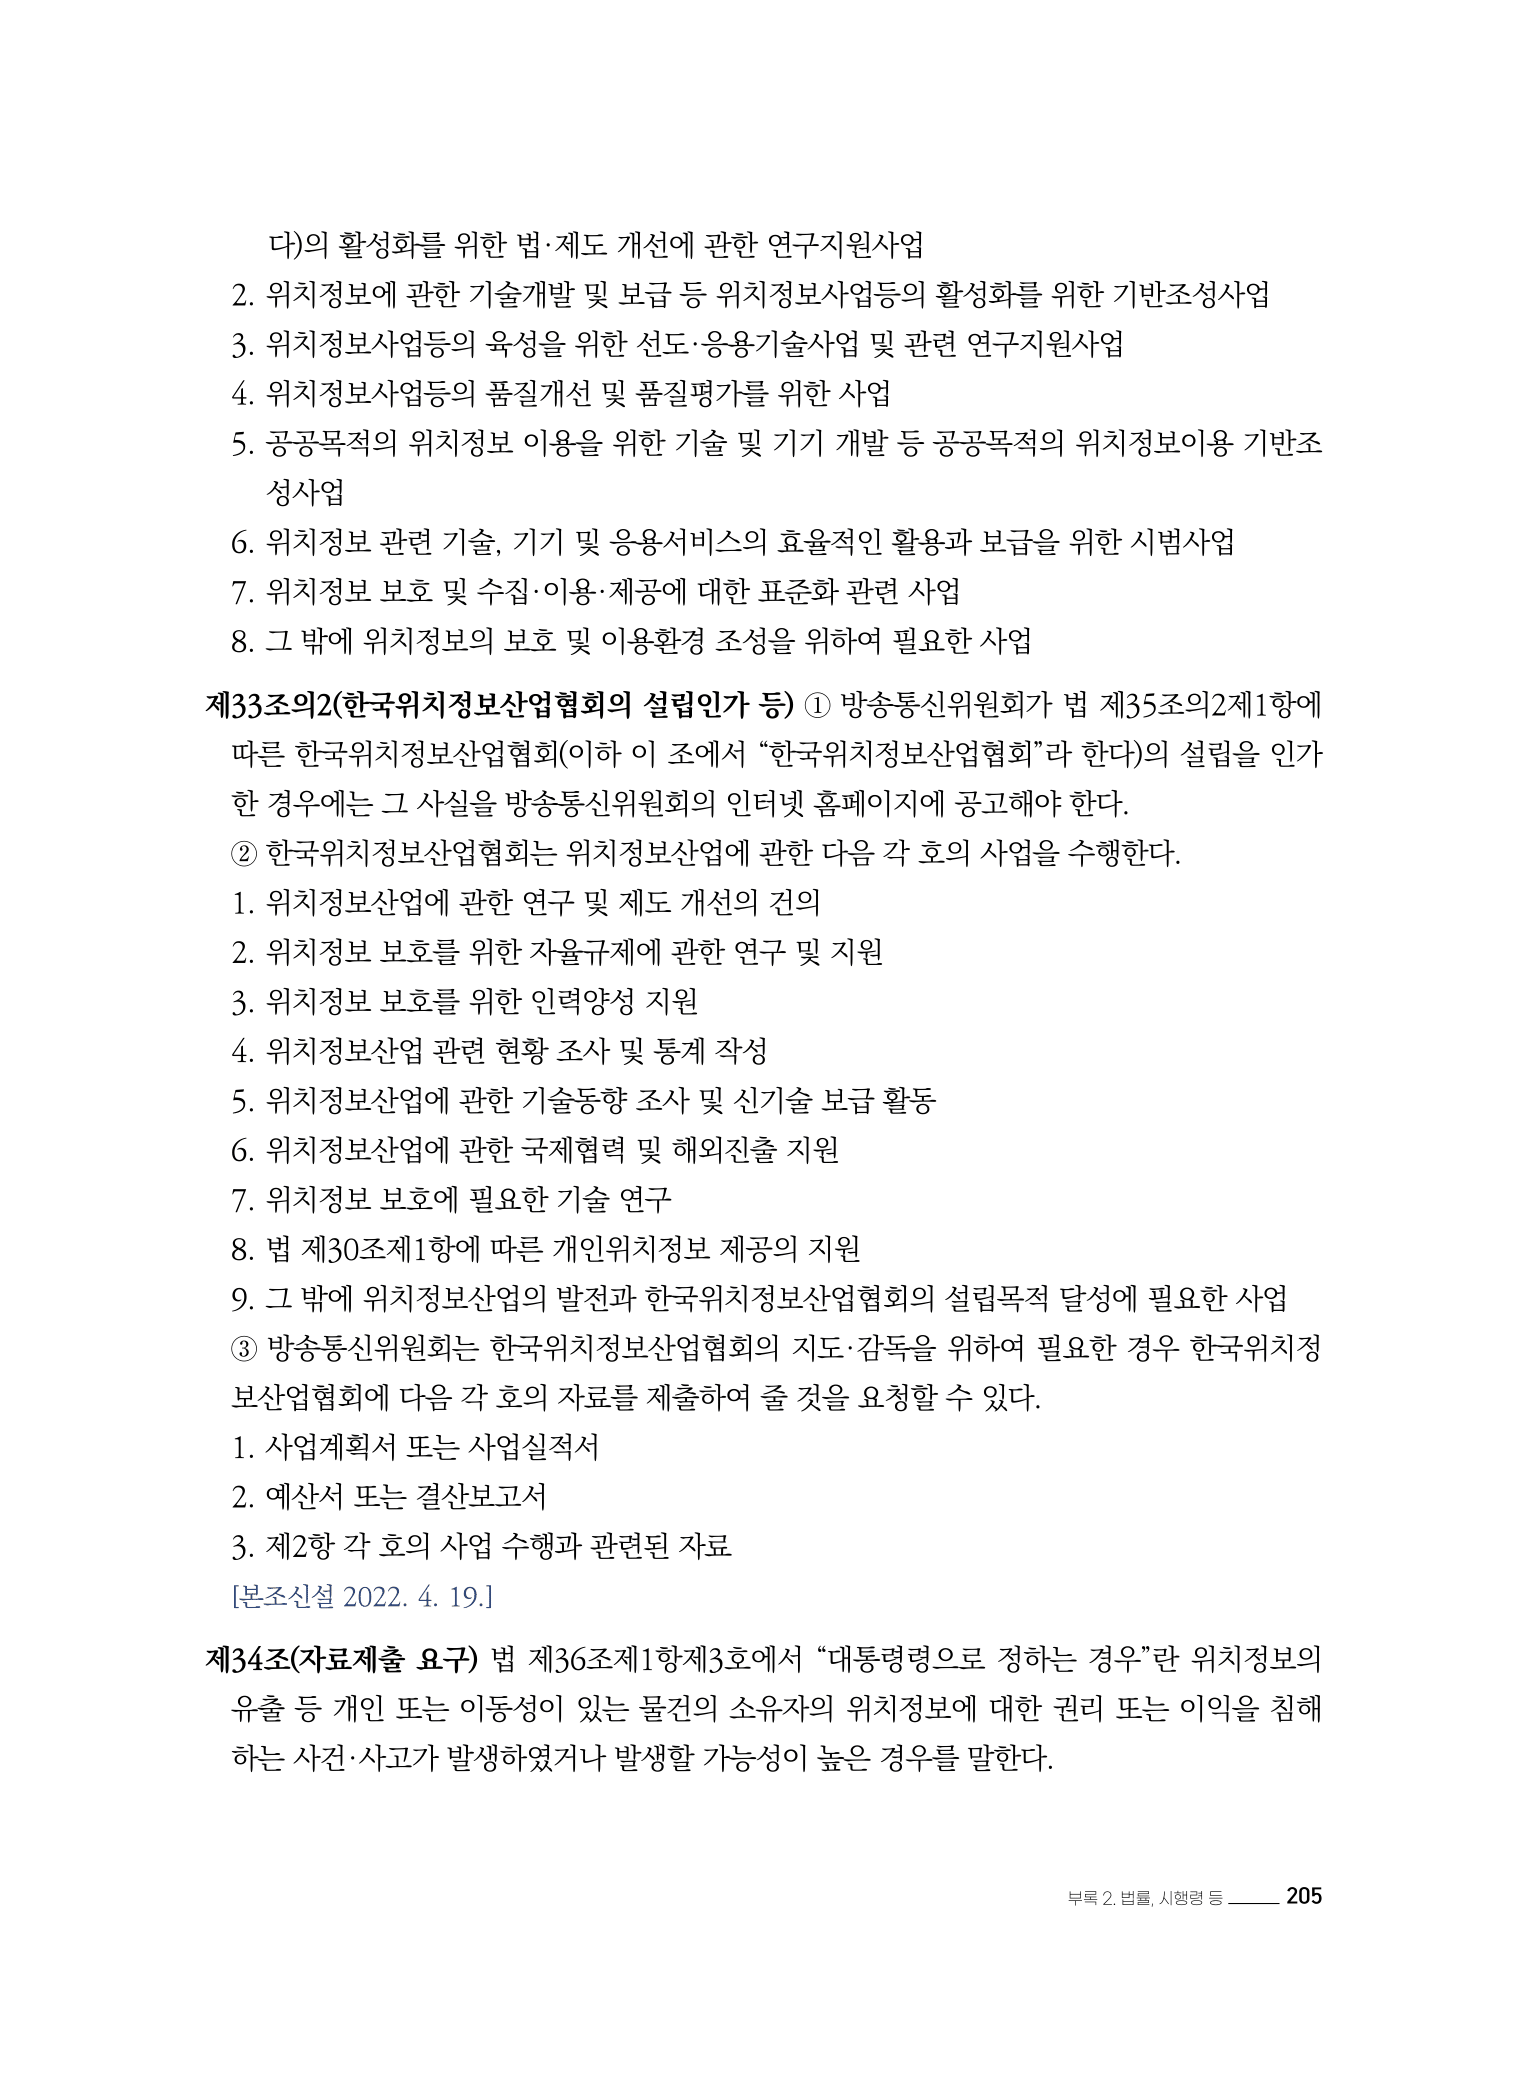 다)의 활성화를 위한 법·제도 개선에 관한 연구지원사업
2. 위치정보에 관한 기술개발 및 보급 등 위치정보사업등의 활성화를 위한 기반조성사업
3. 위치정보사업등의 육성을 위한 선도·응용기술사업 및 관련 연구지원사업
4. 위치정보사업등의 품질개선 및 품질평가를 위한 사업
5. 공공목적의 위치정보 이용을 위한 기술 및 기기 개발 등 공공목적의 위치정보이용 기반조
성사업
6. 위치정보 관련 기술, 기기 및 응용서비스의 효율적인 활용과 보급을 위한 시범사업
7. 위치정보 보호 및 수집·이용·제공에 대한 표준화 관련 사업
8. 그 밖에 위치정보의 보호 및 이용환경 조성을 위하여 필요한 사업
제33조의2(한국위치정보산업협회의 설립인가 등) ① 방송통신위원회가 법 제35조의2제1항에
따른 한국위치정보산업협회(이하 이 조에서 “한국위치정보산업협회”라 한다)의 설립을 인가
한 경우에는 그 사실을 방송통신위원회의 인터넷 홈페이지에 공고해야 한다.
② 한국위치정보산업협회는 위치정보산업에 관한 다음 각 호의 사업을 수행한다.
1. 위치정보산업에 관한 연구 및 제도 개선의 건의
2. 위치정보 보호를 위한 자율규제에 관한 연구 및 지원
3. 위치정보 보호를 위한 인력양성 지원
4. 위치정보산업 관련 현황 조사 및 통계 작성
5. 위치정보산업에 관한 기술동향 조사 및 신기술 보급 활동
6. 위치정보산업에 관한 국제협력 및 해외진출 지원
7. 위치정보 보호에 필요한 기술 연구
8. 법 제30조제1항에 따른 개인위치정보 제공의 지원
9. 그 밖에 위치정보산업의 발전과 한국위치정보산업협회의 설립목적 달성에 필요한 사업
③ 방송통신위원회는 한국위치정보산업협회의 지도·감독을 위하여 필요한 경우 한국위치정
보산업협회에 다음 각 호의 자료를 제출하여 줄 것을 요청할 수 있다.
1. 사업계획서 또는 사업실적서
2. 예산서 또는 결산보고서
3. 제2항 각 호의 사업 수행과 관련된 자료
[본조신설 2022. 4. 19.]
제34조(자료제출 요구) 법 제36조제1항제3호에서 “대통령령으로 정하는 경우”란 위치정보의
유출 등 개인 또는 이동성이 있는 물건의 소유자의 위치정보에 대한 권리 또는 이익을 침해
하는 사건·사고가 발생하였거나 발생할 가능성이 높은 경우를 말한다.
부록 2. 법률, 시행령 등 205